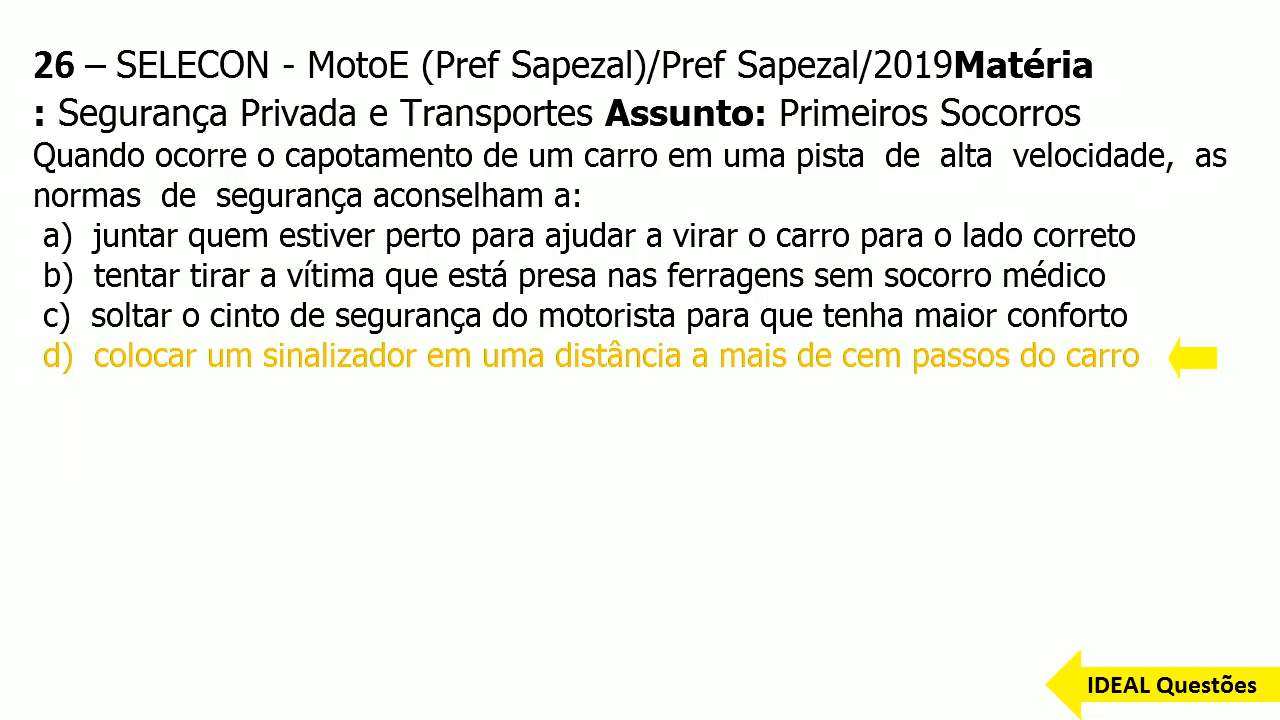 26 – SELECON - MotoE (Pref Sapezal)/Pref Sapezal/2019Matéria
: Segurança Privada e Transportes Assunto: Primeiros Socorros
Quando ocorre o capotamento de um carro em uma pista de alta velocidade, as
normas de segurança aconselham a:
a) juntar quem estiver perto para ajudar a virar o carro para o lado correto
b) tentar tirar a vítima que está presa nas ferragens sem socorro médico
c) soltar o cinto de segurança do motorista para que tenha maior conforto
d) colocar um sinalizador em uma distância a mais de cem passos do carro
IDEAL Questões